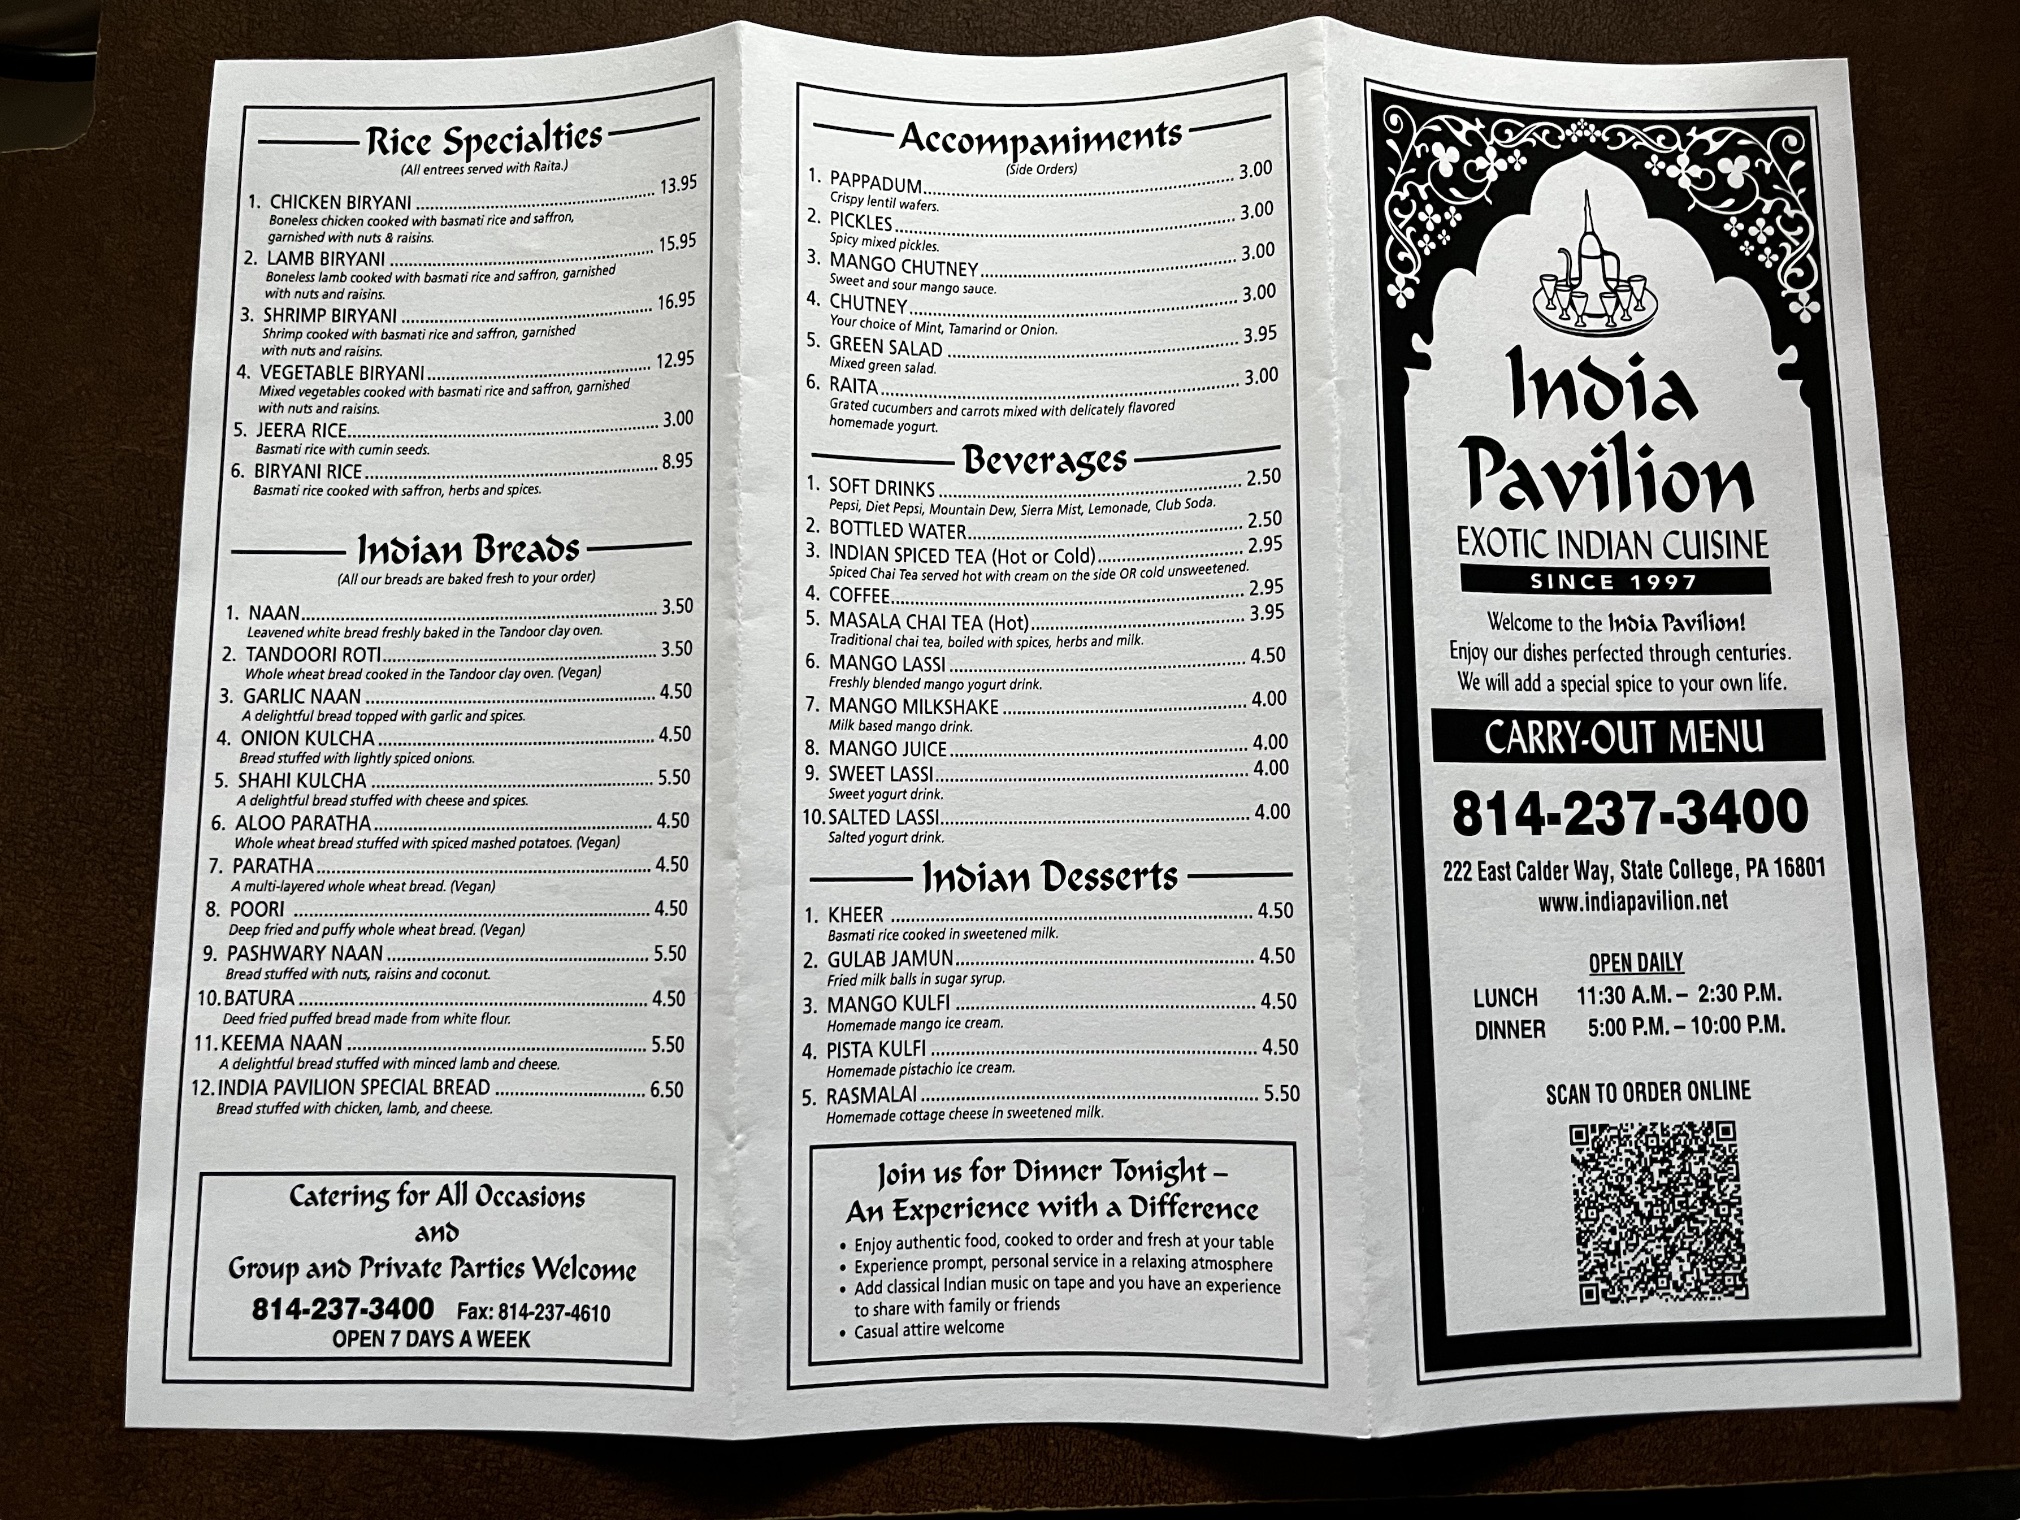 Rice Specialties
(All entrees served with Raita.)
1. CHICKEN BIRYANI ........ 13.95
Boneless chicken cooked with basmati rice and saffron,
garnished with nuts & raisins.
2. LAMB BIRYANI ........ 15.95
Boneless lamb cooked with basmati rice and saffron, garnished
with nuts and raisins.
3. SHRIMP BIRYANI ........ 16.95
Shrimp cooked with basmati rice and saffron, garnished
with nuts and raisins.
4. VEGETABLE BIRYANI ........ 12.95
Mixed vegetables cooked with basmati rice and saffron, garnished
with nuts and raisins.
5. JEERA RICE ........ 3.00
Basmati rice with cumin seeds.
6. BIRYANI RICE ........ 8.95
Basmati rice cooked with saffron, herbs and spices.
Indian Breads
(All our breads are baked fresh to your order)
1. NAAN ........ 3.50
Leavened white bread freshly baked in the Tandoor clay oven.
2. TANDOORI ROTI ........ 3.50
Whole wheat bread cooked in the Tandoor clay oven. (Vegan)
3. GARLIC NAAN ........ 4.50
A delightful bread topped with garlic and spices.
4. ONION KULCHA ........ 4.50
Bread stuffed with lightly spiced onions.
5. SHAHI KULCHA ........ 5.50
A delightful bread stuffed with cheese and spices.
6. ALOO PARATHA ........ 4.50
Whole wheat bread stuffed with spiced mashed potatoes. (Vegan)
7. PARATHA ........ 4.50
A multi-layered whole wheat bread. (Vegan)
8. POORI ........ 4.50
Deep fried and puffy whole wheat bread. (Vegan)
9. PASHWARY NAAN ........ 5.50
Bread stuffed with nuts, raisins and coconut.
10. BATURA ........ 4.50
Deed fried puffed bread made from white flour.
11. KEEMA NAAN ........ 5.50
A delightful bread stuffed with minced lamb and cheese.
12. INDIA PAVILION SPECIAL BREAD ........ 6.50
Bread stuffed with chicken, lamb, and cheese.
Catering for All Occasions
and
Group and Private Parties Welcome
814-237-3400 Fax: 814-237-4610
OPEN 7 DAYS A WEEK
Accompaniments
(Side Orders)
1. PAPPADUM ........ 3.00
Crispy lentil wafers.
2. PICKLES ........ 3.00
Spicy mixed pickles.
3. MANGO CHUTNEY ........ 3.00
Sweet and sour mango sauce.
4. CHUTNEY ........ 3.00
Your choice of Mint, Tamarind or Onion.
5. GREEN SALAD ........ 3.95
Mixed green salad.
6. RAITA ........ 3.00
Grated cucumbers and carrots mixed with delicately flavored
homemade yogurt.
Beverages
1. SOFT DRINKS ........ 2.50
Pepsi, Diet Pepsi, Mountain Dew, Sierra Mist, Lemonade, Club Soda.
2. BOTTLED WATER ........ 2.50
3. INDIAN SPICED TEA (Hot or Cold) ........ 2.95
Spiced Chai Tea served hot with cream on the side OR cold unsweetened.
4. COFFEE ........ 2.95
5. MASALA CHAI TEA (Hot) ........ 3.95
Traditional chai tea, boiled with spices, herbs and milk.
6. MANGO LASSI ........ 4.50
Freshly blended mango yogurt drink.
7. MANGO MILKSHAKE ........ 4.00
Milk based mango drink.
8. MANGO JUICE ........ 4.00
9. SWEET LASSI ........ 4.00
Sweet yogurt drink.
10. SALTED LASSI ........ 4.00
Salted yogurt drink.
Indian Desserts
1. KHEER ........ 4.50
Basmati rice cooked in sweetened milk.
2. GULAB JAMUN ........ 4.50
Fried milk balls in sugar syrup.
3. MANGO KULFI ........ 4.50
Homemade mango ice cream.
4. PISTA KULFI ........ 4.50
Homemade pistachio ice cream.
5. RASMALAI ........ 5.50
Homemade cottage cheese in sweetened milk.
Join us for Dinner Tonight –
An Experience with a Difference
• Enjoy authentic food, cooked to order and fresh at your table
• Experience prompt, personal service in a relaxing atmosphere
• Add classical Indian music on tape and you have an experience
to share with family or friends
• Casual attire welcome
India
Pavilion
EXOTIC INDIAN CUISINE
SINCE 1997
Welcome to the India Pavilion!
Enjoy our dishes perfected through centuries.
We will add a special spice to your own life.
CARRY-OUT MENU
814-237-3400
222 East Calder Way, State College, PA 16801
www.indiapavilion.net
OPEN DAILY
LUNCH 11:30 A.M. – 2:30 P.M.
DINNER 5:00 P.M. – 10:00 P.M.
SCAN TO ORDER ONLINE